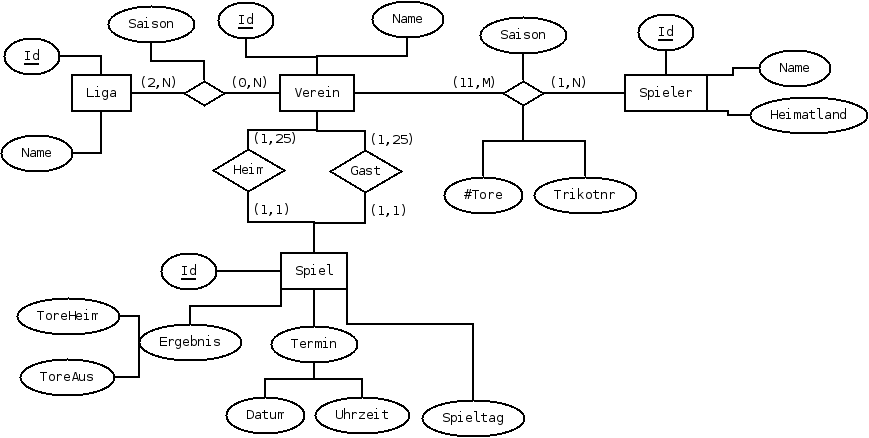 Id
Saison
Id
Name
Saison
Id
Name
Liga
(2,N)
(0,N)
Verein
(11,M)
(1,N)
Spieler
Heimatland
Name
(1,25)
(1,25)
Heim
Gast
(1,1)
(1,1)
#Tore
Trikotnr
Id
Spiel
ToreHeim
Ergebnis
Termin
ToreAus
Datum
Uhrzeit
Spieltag